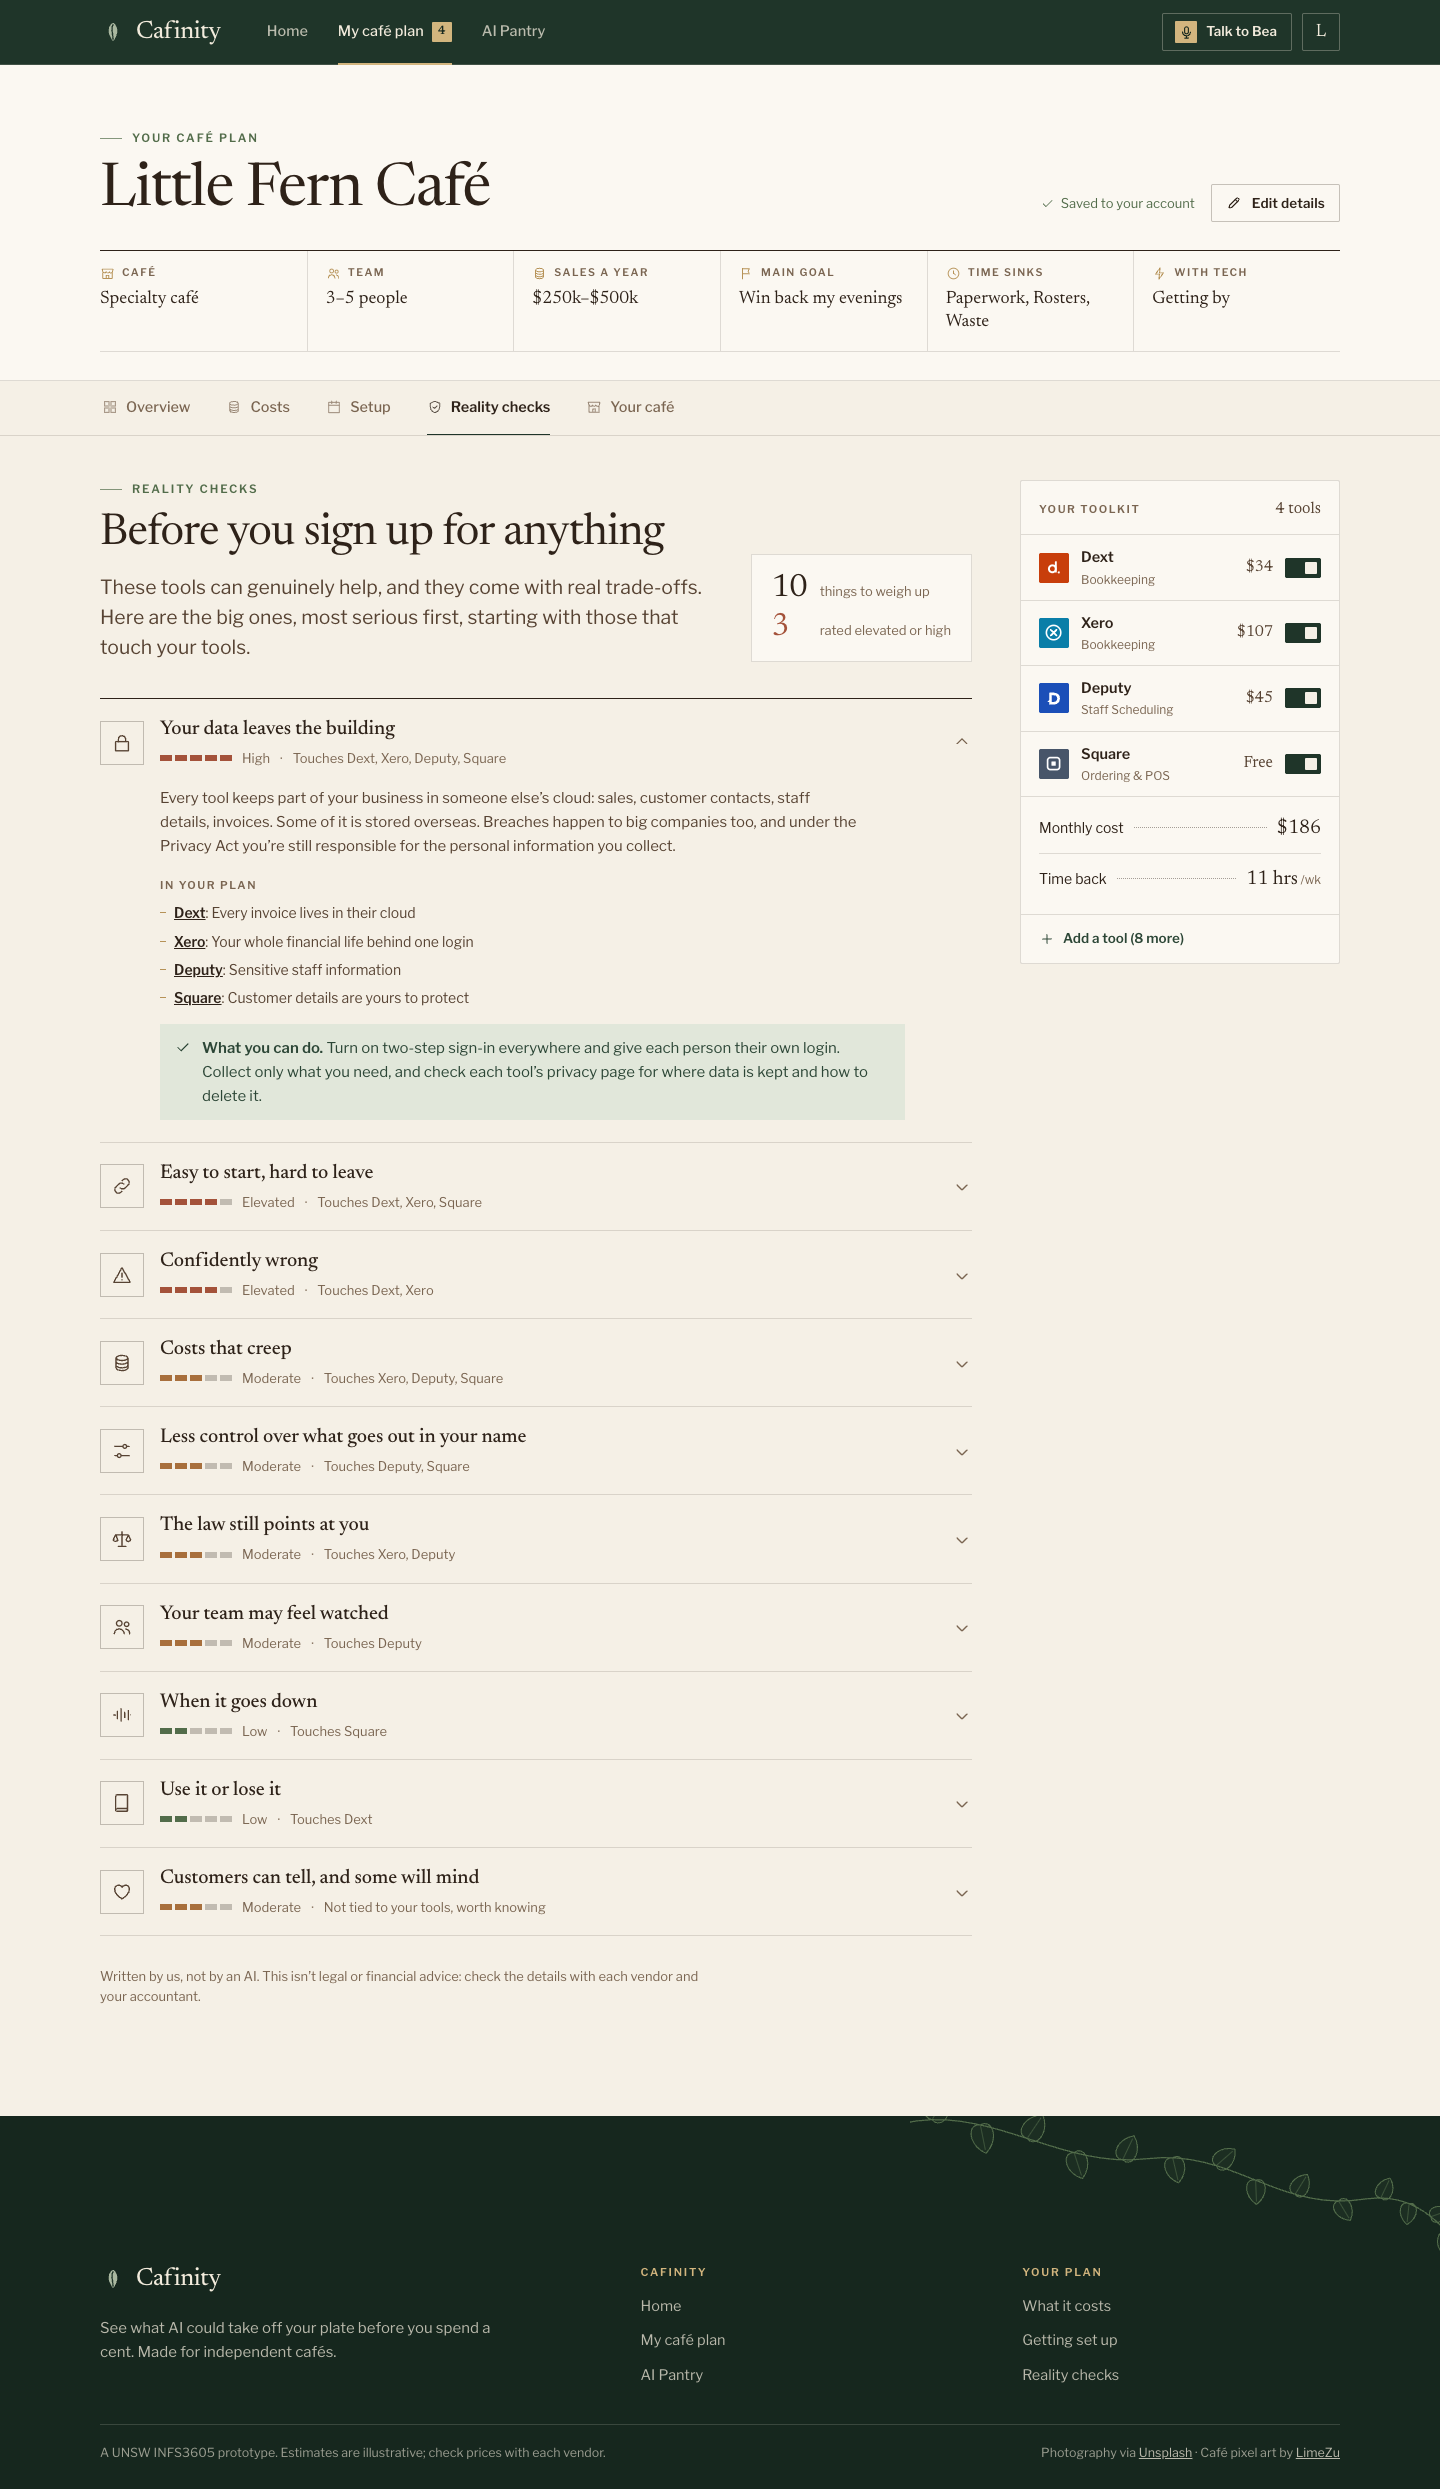 Cafinity
Home
My café plan 4
AI Pantry
Talk to Bea
L
YOUR CAFÉ PLAN
Little Fern Café
Saved to your account
Edit details
CAFÉ
Specialty café
TEAM
3–5 people
SALES A YEAR
$250k–$500k
MAIN GOAL
Win back my evenings
TIME SINKS
Paperwork, Rosters,
Waste
WITH TECH
Getting by
Overview
Costs
Setup
Reality checks
Your café
REALITY CHECKS
Before you sign up for anything
These tools can genuinely help, and they come with real trade-offs.
Here are the big ones, most serious first, starting with those that
touch your tools.
10 things to weigh up
3 rated elevated or high
Your data leaves the building
High · Touches Dext, Xero, Deputy, Square
Every tool keeps part of your business in someone else’s cloud: sales, customer contacts, staff
details, invoices. Some of it is stored overseas. Breaches happen to big companies too, and under the
Privacy Act you’re still responsible for the personal information you collect.
IN YOUR PLAN
– Dext: Every invoice lives in their cloud
– Xero: Your whole financial life behind one login
– Deputy: Sensitive staff information
– Square: Customer details are yours to protect
What you can do. Turn on two-step sign-in everywhere and give each person their own login.
Collect only what you need, and check each tool’s privacy page for where data is kept and how to
delete it.
Easy to start, hard to leave
Elevated · Touches Dext, Xero, Square
Confidently wrong
Elevated · Touches Dext, Xero
Costs that creep
Moderate · Touches Xero, Deputy, Square
Less control over what goes out in your name
Moderate · Touches Deputy, Square
The law still points at you
Moderate · Touches Xero, Deputy
Your team may feel watched
Moderate · Touches Deputy
When it goes down
Low · Touches Square
Use it or lose it
Low · Touches Dext
Customers can tell, and some will mind
Moderate · Not tied to your tools, worth knowing
Written by us, not by an AI. This isn’t legal or financial advice: check the details with each vendor and
your accountant.
YOUR TOOLKIT
4 tools
d.
Dext
Bookkeeping
$34
Xero
Bookkeeping
$107
D
Deputy
Staff Scheduling
$45
Square
Ordering & POS
Free
Monthly cost $186
Time back 11 hrs /wk
Add a tool (8 more)
Cafinity
See what AI could take off your plate before you spend a
cent. Made for independent cafés.
CAFINITY
Home
My café plan
AI Pantry
YOUR PLAN
What it costs
Getting set up
Reality checks
A UNSW INFS3605 prototype. Estimates are illustrative; check prices with each vendor.
Photography via Unsplash · Café pixel art by LimeZu